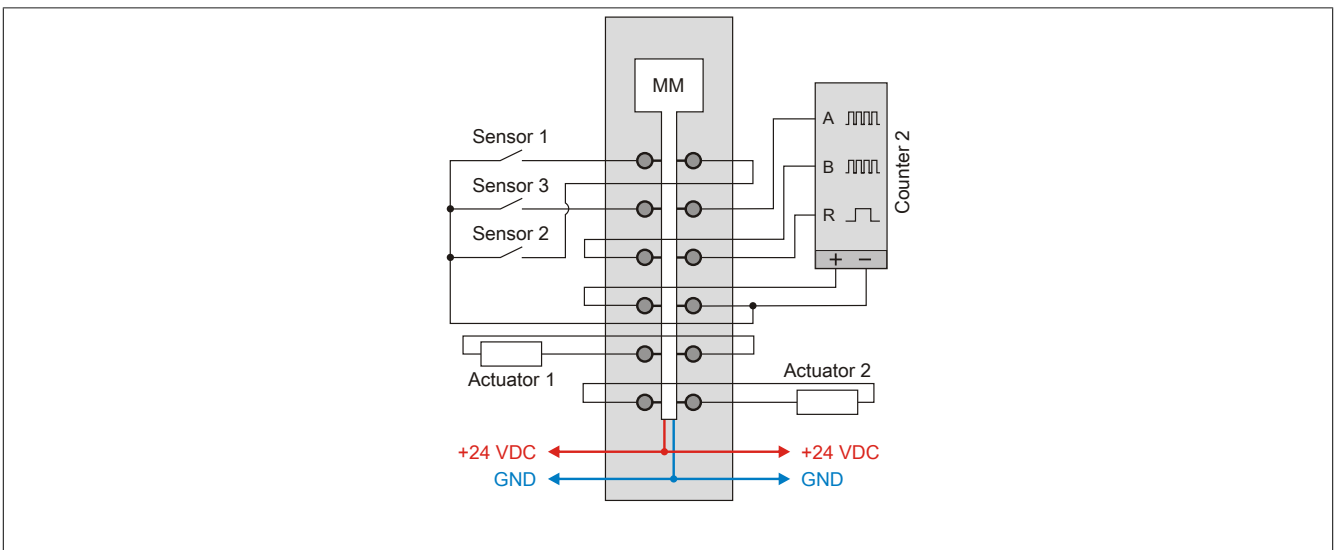 MM
Sensor 1
A
B
Sensor 3
Counter 2
R
Sensor 2
+ −
Actuator 1
Actuator 2
+24 VDC +24 VDC
GND GND